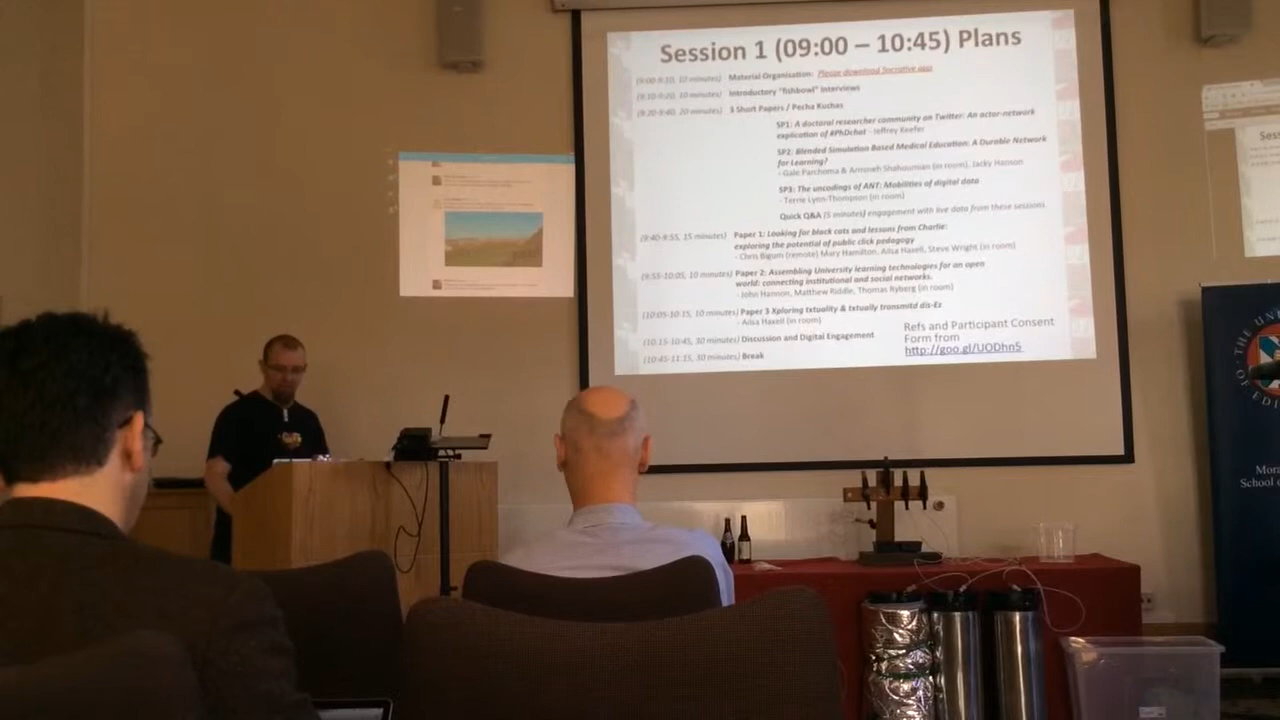 Session 1 (09:00 – 10:45) Plans
(9:00-9:10, 10 minutes) Material Organisation: Please download Socrative app
(9:10-9:20, 10 minutes) Introductory "fishbowl" interviews
(9:20-9:40, 20 minutes) 3 Short Papers / Pecha Kuchas
SP1: A doctoral researcher community on Twitter: An actor-network
explication of #PhDchat - Jeffrey Keefer
SP2: Blended Simulation Based Medical Education: A Durable Network
for Learning?
- Gale Parchoma & Arnoveh Shahoumian (in room), Jacky Hanson
SP3: The uncodings of ANT: Mobilities of digital data
- Terrie Lynn-Thompson (in room)
Quick Q&A (5 minutes) engagement with live data from these sessions
(9:40-9:55, 15 minutes) Paper 1: Looking for black cats and lessons from Charlie:
exploring the potential of public click pedagogy
- Chris Bigum (remote) Mary Hamilton, Ailsa Haxell, Steve Wright (in room)
(9:55-10:05, 10 minutes) Paper 2: Assembling University learning technologies for an open
world: connecting institutional and social networks.
- John Hannon, Matthew Riddle, Thomas Ryberg (in room)
(10:05-10:15, 10 minutes) Paper 3 Xploring txtuality & txtually transmitd dis-Ez
- Ailsa Haxell (in room)
(10:15-10:45, 30 minutes) Discussion and Digital Engagement
(10:45-11:15, 30 minutes) Break
Refs and Participant Consent
Form from
http://goo.gl/UODhn5
THE UN
OF EDI
Mora
School o